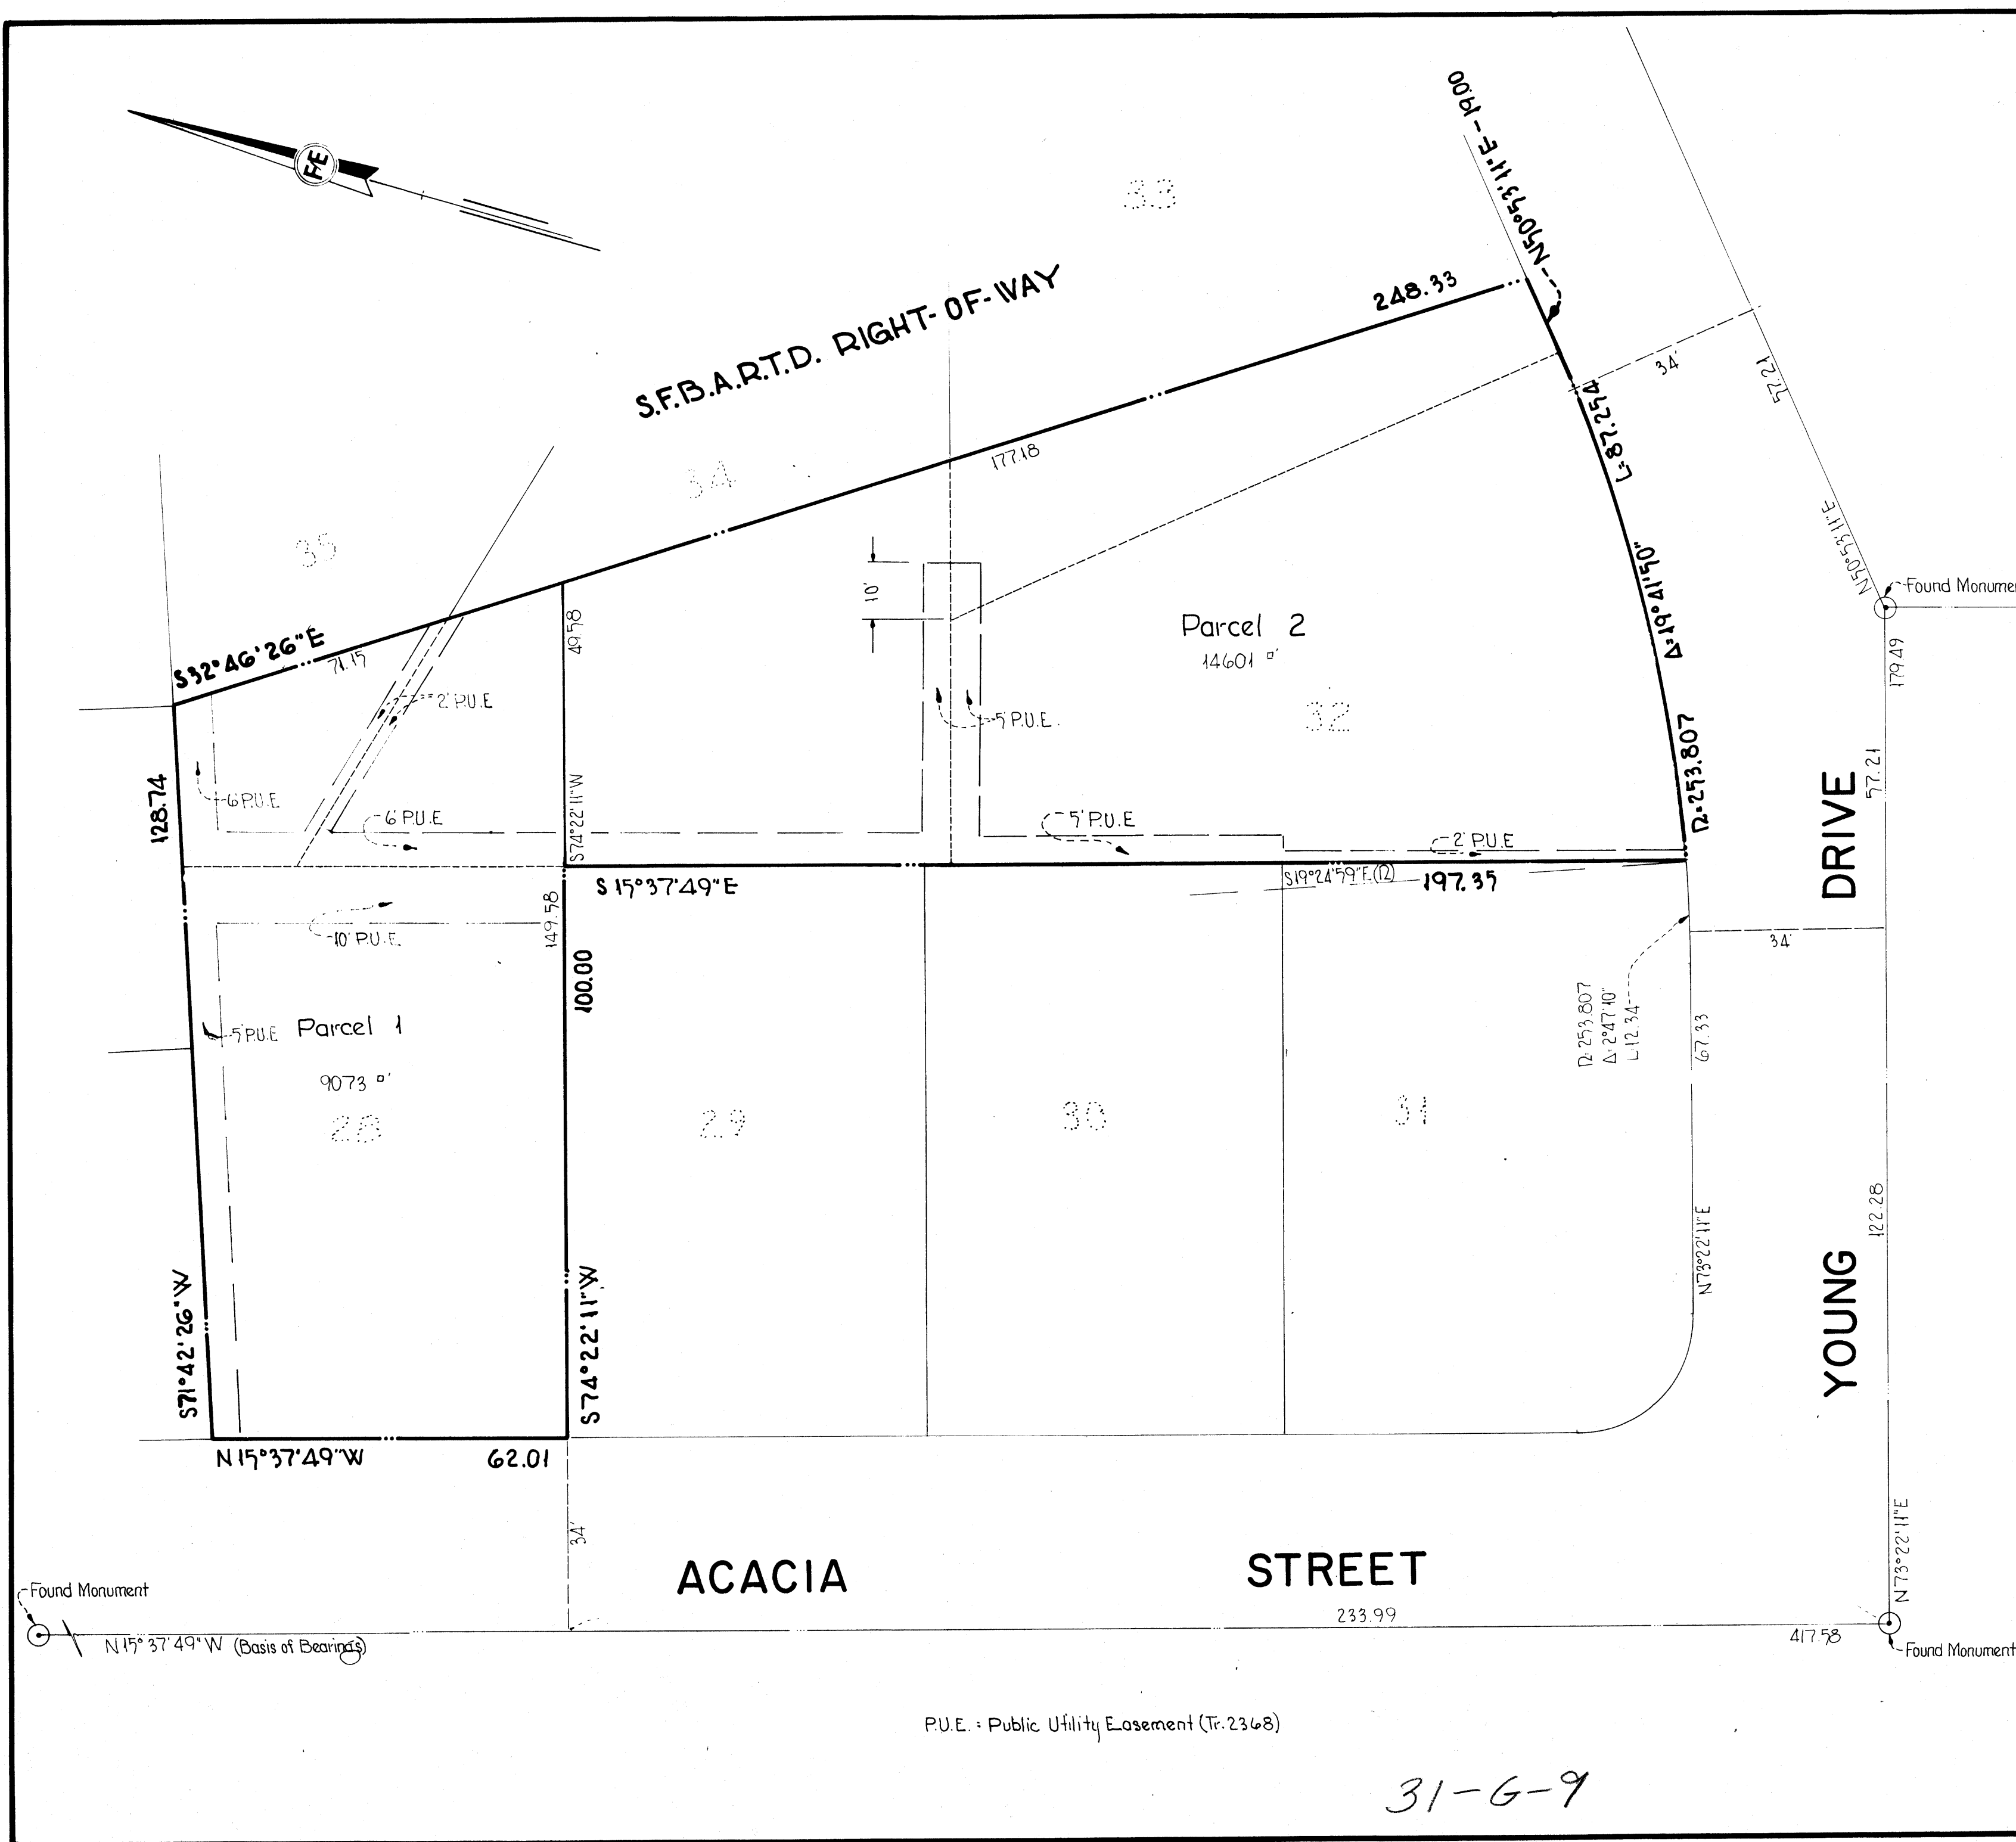 N50°53'11"E - 19.00
F/E
33
S.F.B.A.R.T.D. RIGHT-OF-WAY
248.33
34'
57.21
L=87.254
177.18
34
35
N50°53'11"E
Δ=19°41'50"
10'
Found Monume
49.58
Parcel 2
14601 □'
S32°46'26"E
71.15
2' P.U.E
5' P.U.E.
32
179.49
R=253.807
128.74
6' P.U.E
6' P.U.E
S74°22'11"W
5' P.U.E
2' P.U.E
57.21
DRIVE
S 15°37'49"E
S19°24'59"E (R)
197.35
149.58
10' P.U.E.
34'
100.00
R=253.807
Δ=2°47'10"
L=12.34
67.33
5' P.U.E
Parcel 1
9073 □'
28
29
30
31
122.28
N73°22'11"E
YOUNG
S71°42'26"W
S74°22'11"W
N15°37'49"W
62.01
34'
N73°22'11"E
ACACIA STREET
Found Monument
233.99
N15°37'49"W (Basis of Bearings)
417.58
Found Monument
P.U.E. = Public Utility Easement (Tr. 2368)
31-G-9